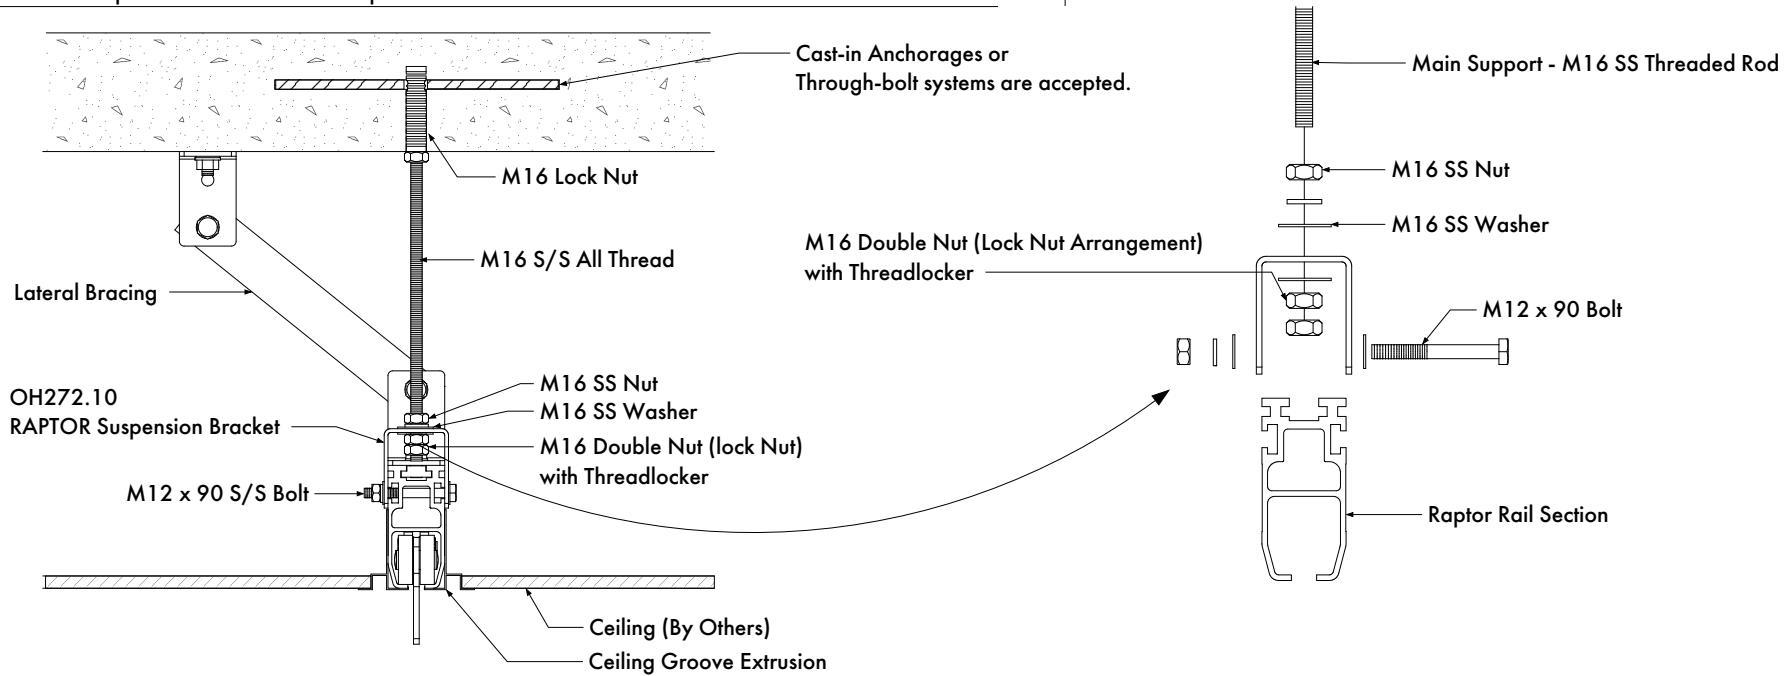 Cast-in Anchorages or
Through-bolt systems are accepted.
M16 Lock Nut
M16 S/S All Thread
Lateral Bracing
OH272.10
RAPTOR Suspension Bracket
M16 SS Nut
M16 SS Washer
M16 Double Nut (lock Nut)
with Threadlocker
M12 x 90 S/S Bolt
Ceiling (By Others)
Ceiling Groove Extrusion
Main Support - M16 SS Threaded Rod
M16 SS Nut
M16 SS Washer
M16 Double Nut (Lock Nut Arrangement)
with Threadlocker
M12 x 90 Bolt
Raptor Rail Section